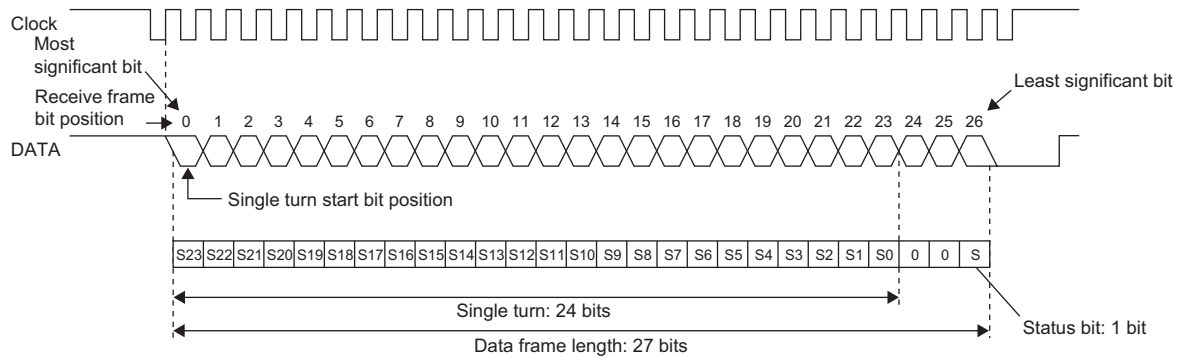 Clock
Most
significant bit
Least significant bit
Receive frame
bit position
0 1 2 3 4 5 6 7 8 9 10 11 12 13 14 15 16 17 18 19 20 21 22 23 24 25 26
DATA
Single turn start bit position
S23 S22 S21 S20 S19 S18 S17 S16 S15 S14 S13 S12 S11 S10 S9 S8 S7 S6 S5 S4 S3 S2 S1 S0 0 0 S
Single turn: 24 bits
Status bit: 1 bit
Data frame length: 27 bits